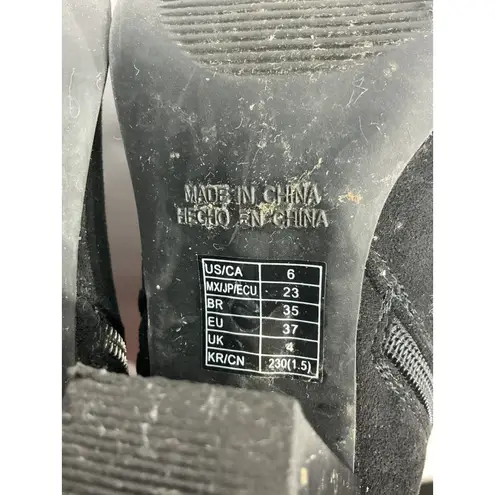 MADE IN CHINA
HECHO EN CHINA
US/CA 6
MX/JP/ECU 23
BR 35
EU 37
UK 4
KR/CN 230(1.5)